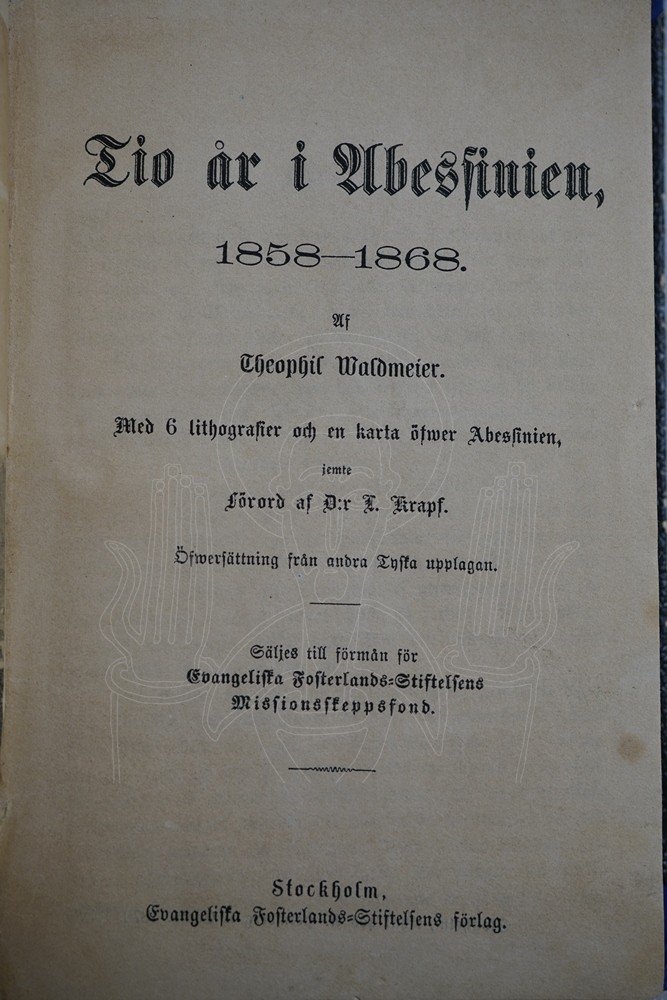 Tio år i Abessinien,
1858—1868.
Af
Theophil Waldmeier.
Med 6 lithografier och en karta öfwer Abessinien,
jemte
Förord af D:r L. Krapf.
Öfwersättning från andra Tyska upplagan.
Säljes till förmån för
Evangeliska Fosterlands-Stiftelsens
Missionsskeppsfond.
Stockholm,
Evangeliska Fosterlands-Stiftelsens förlag.